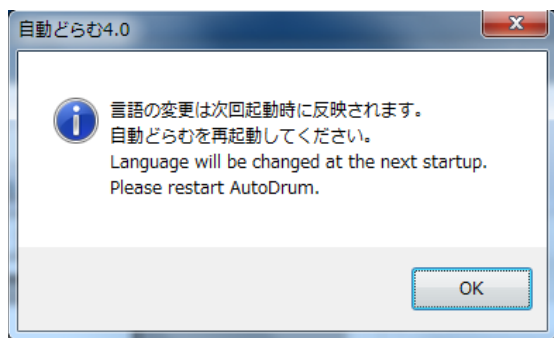 自動どらむ4.0
言語の変更は次回起動時に反映されます。
自動どらむを再起動してください。
Language will be changed at the next startup.
Please restart AutoDrum.
OK